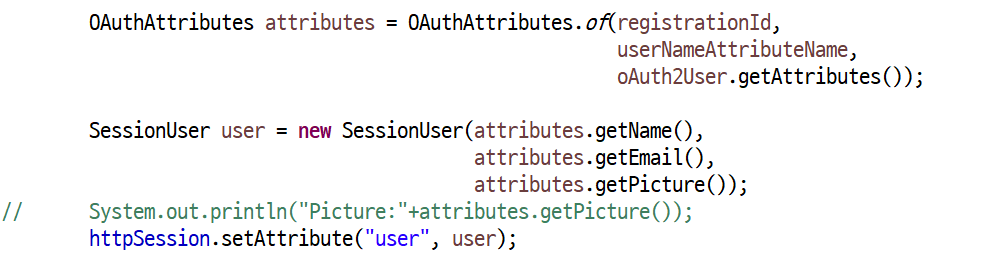 OAuthAttributes attributes = OAuthAttributes.of(registrationId,
userNameAttributeName,
oAuth2User.getAttributes());
SessionUser user = new SessionUser(attributes.getName(),
attributes.getEmail(),
attributes.getPicture());
// System.out.println("Picture:"+attributes.getPicture());
httpSession.setAttribute("user", user);